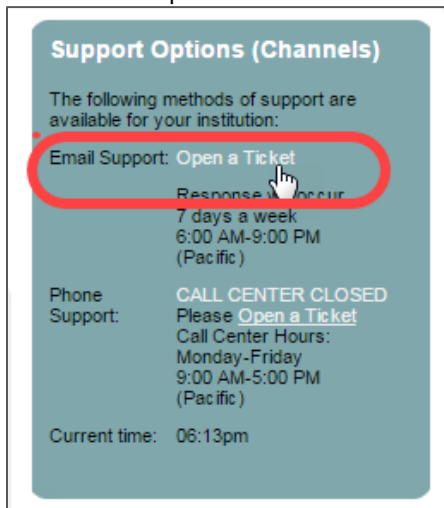 Support Options (Channels)
The following methods of support are
available for your institution:
Email Support: Open a Ticket
Response occur
7 days a week
6:00 AM-9:00 PM
(Pacific)
Phone Support:
CALL CENTER CLOSED
Please Open a Ticket
Call Center Hours:
Monday-Friday
9:00 AM-5:00 PM
(Pacific)
Current time: 06:13pm